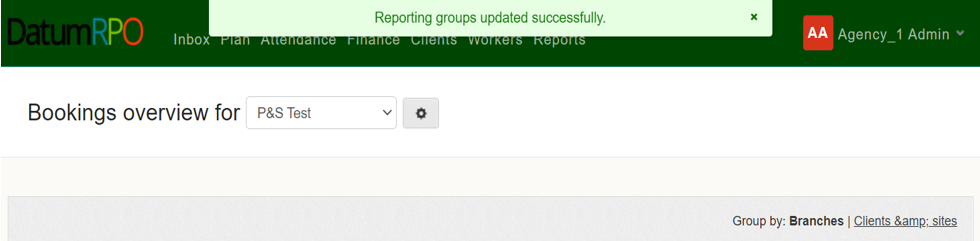 Reporting groups updated successfully. ×
DatumRPO
Inbox Plan Attendance Finance Clients Workers Reports
AA Agency_1 Admin
Bookings overview for P&S Test
Group by: Branches | Clients &amp; sites